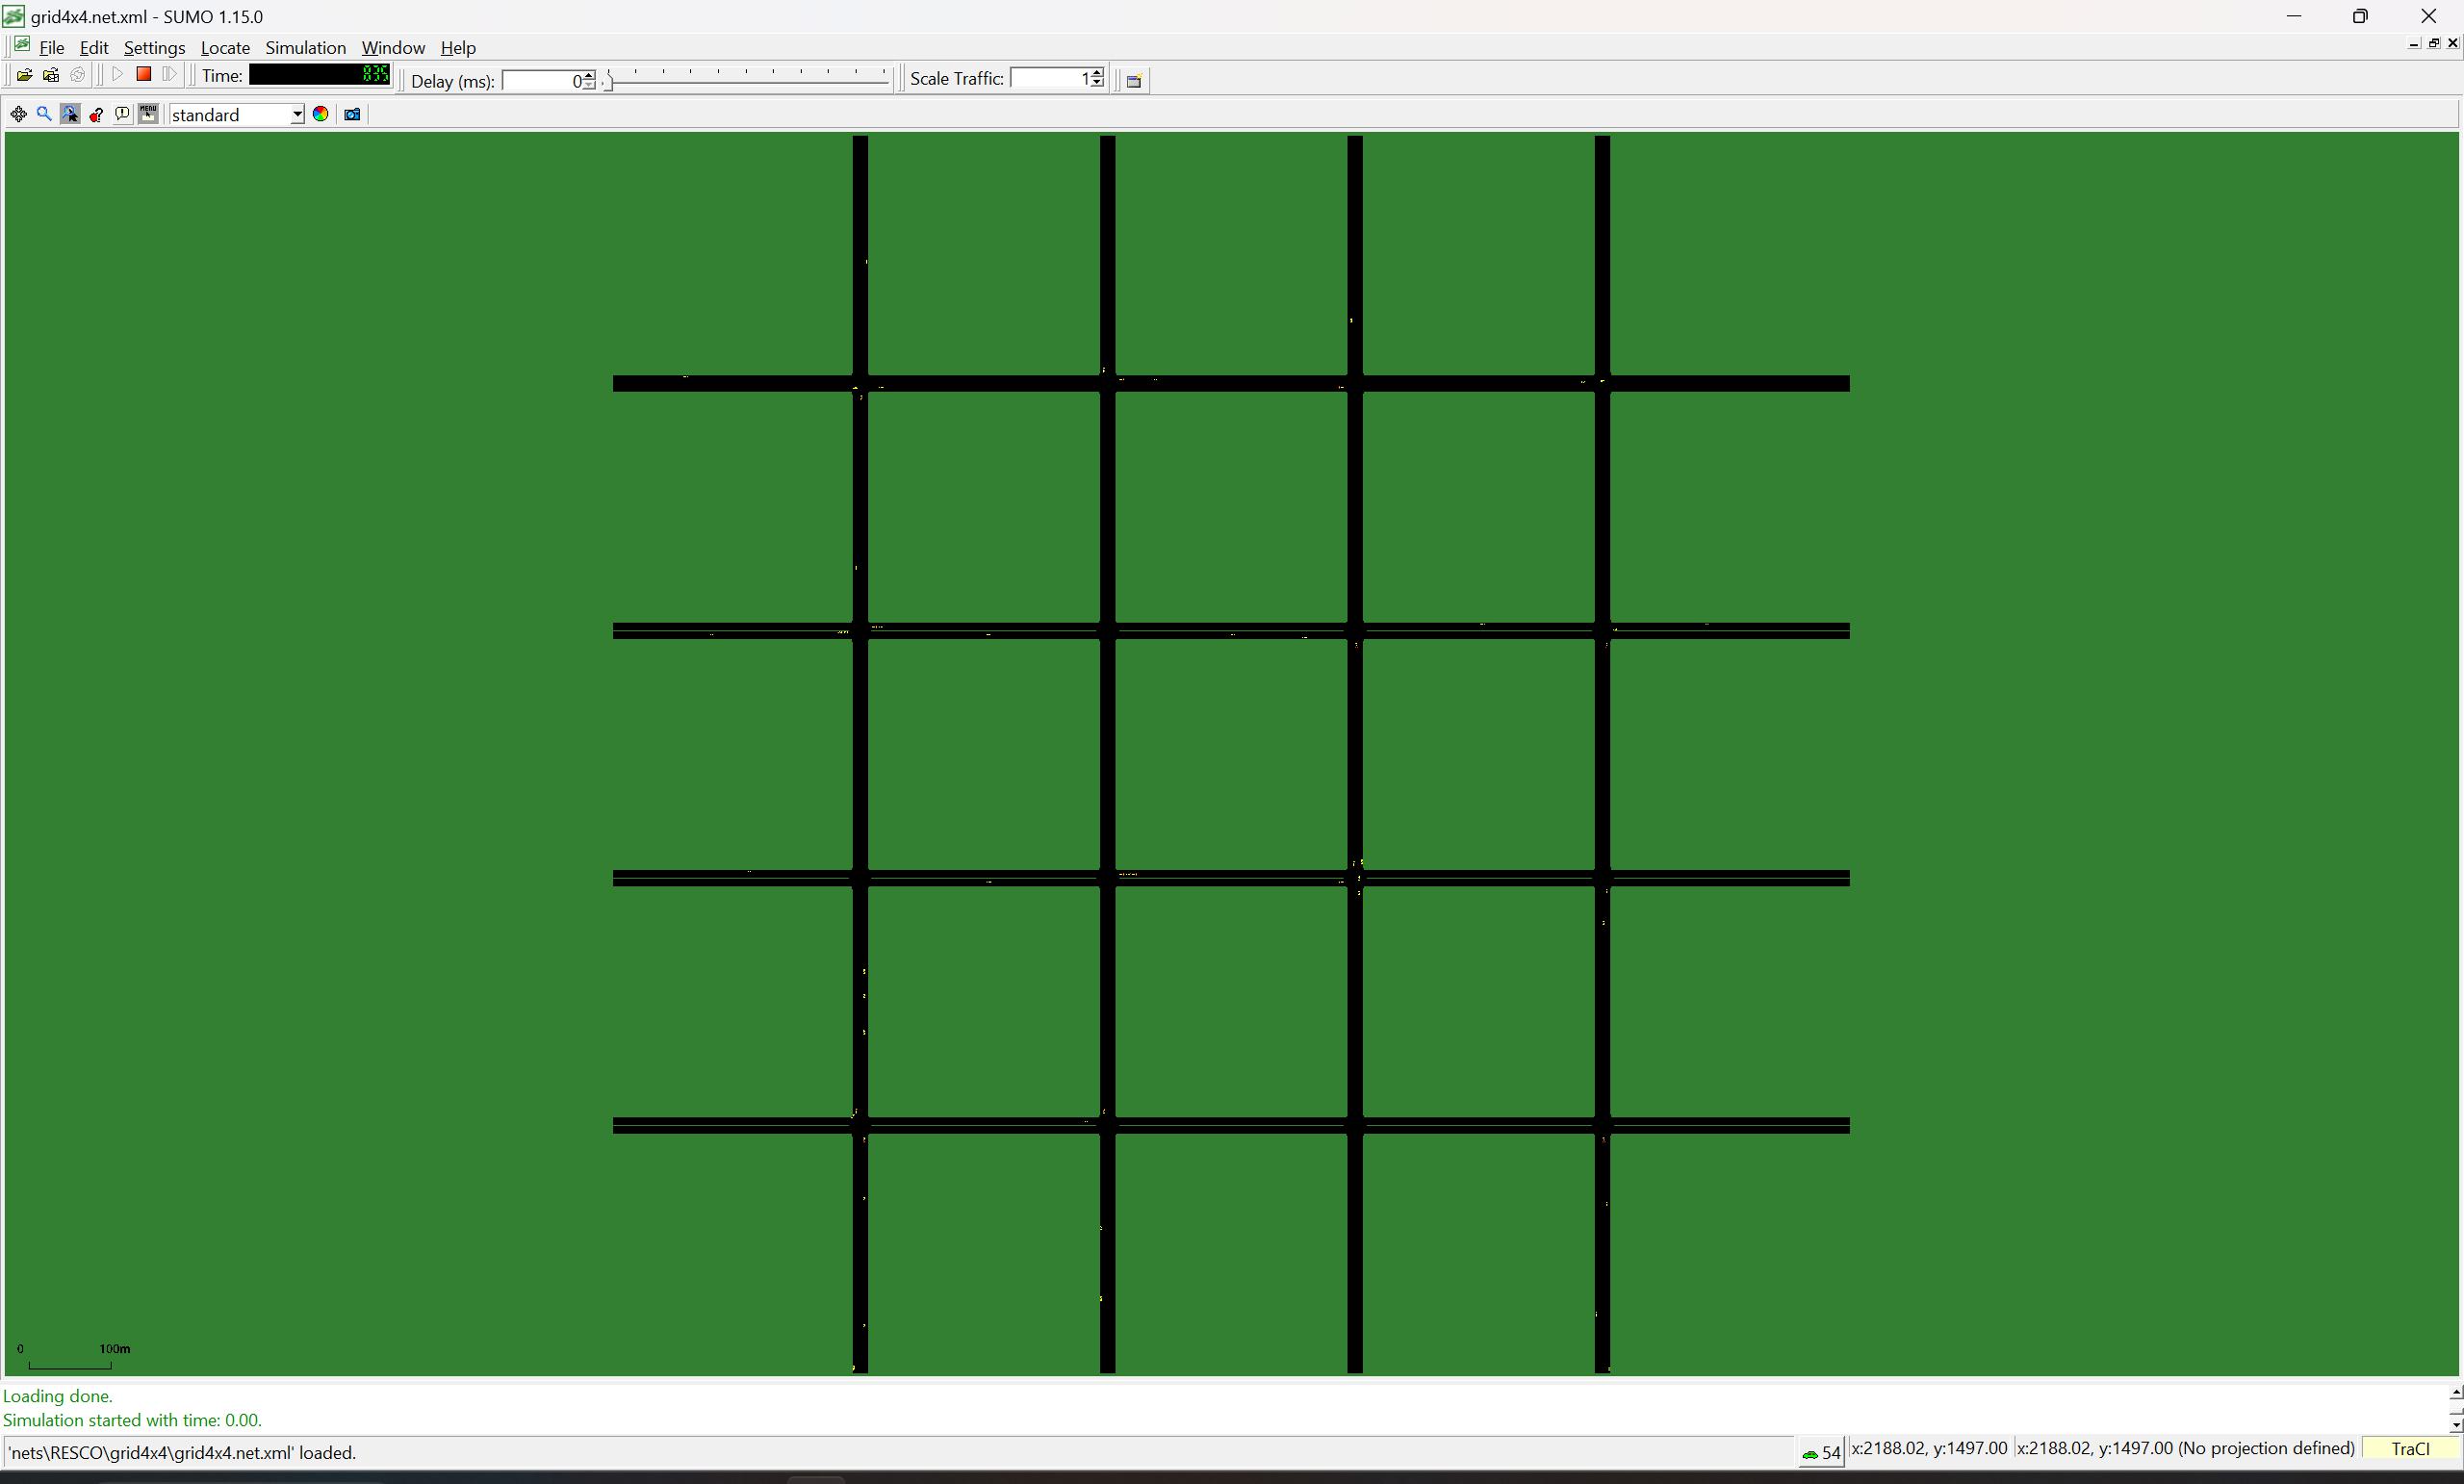 grid4x4.net.xml - SUMO 1.15.0
File Edit Settings Locate Simulation Window Help
Time: 835 Delay (ms): 0 Scale Traffic: 1
MENU standard
0 100m
Loading done.
Simulation started with time: 0.00.
'nets\RESCO\grid4x4\grid4x4.net.xml' loaded. 54 x:2188.02, y:1497.00 x:2188.02, y:1497.00 (No projection defined) TraCI